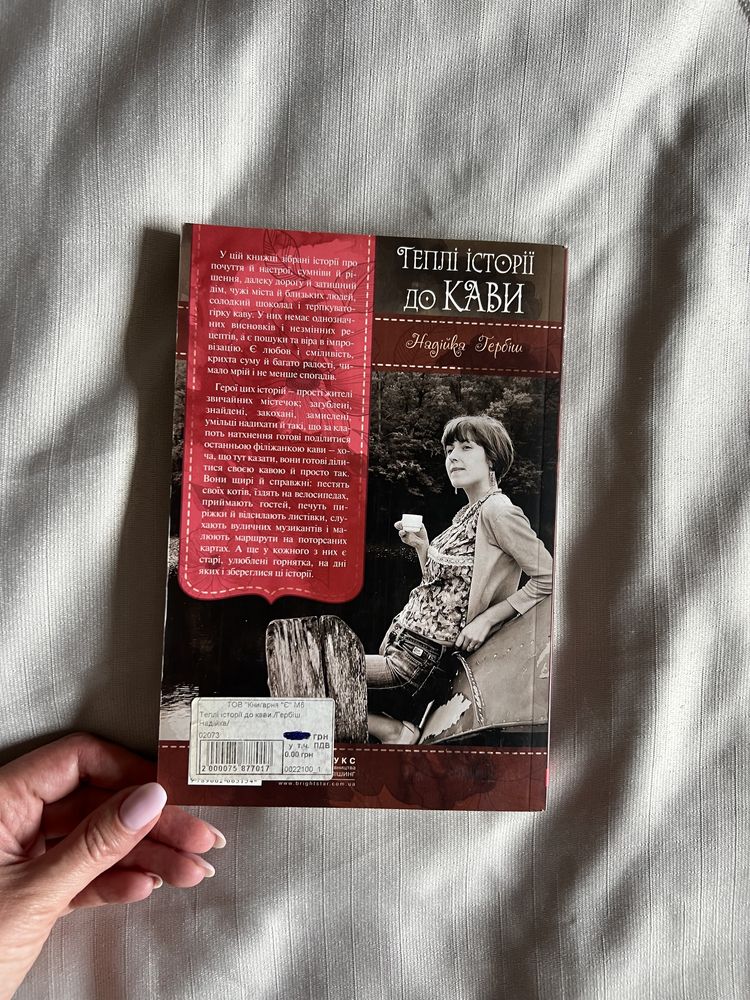 У цій книжці зібрані історії про
почуття й настрої, сумніви й рі-
шення, далеку дорогу й затишний
дім, чужі міста й близьких людей,
солодкий шоколад і терпкувато-
гірку каву. У них немає однознач-
них висновків і незмінних ре-
цептів, а є пошуки та віра в імпро-
візацію. Є любов і сміливість,
крихта суму й багато радості, чи-
мало мрій і не менше спогадів.
Герої цих історій – прості жителі
звичайних містечок: загублені,
знайдені, закохані, замислені,
умільці надихати й такі, що за кла-
поть натхнення готові поділитися
останньою філіжанкою кави – хо-
ча, що тут казати, вони готові діли-
тися своєю кавою й просто так.
Вони щирі й справжні: пестять
своїх котів, їздять на велосипедах,
приймають гостей, печуть пи-
ріжки й відсилають листівки, слу-
хають вуличних музикантів і ма-
люють маршрути на поторсаних
картах. А ще у кожного з них є
старі, улюблені горнятка, на дні
яких і збереглися ці історії.
Теплі історії
до КАВИ
Надійка Гербіш
ТОВ "Книгарня "Є" М6
Теплі історії до кави /Гербіш
Надійка/
02073 грн
у т.ч. ПДВ
0.00 грн
2 000075 877017
0022100 1
УКС
www.brightstar.com.ua